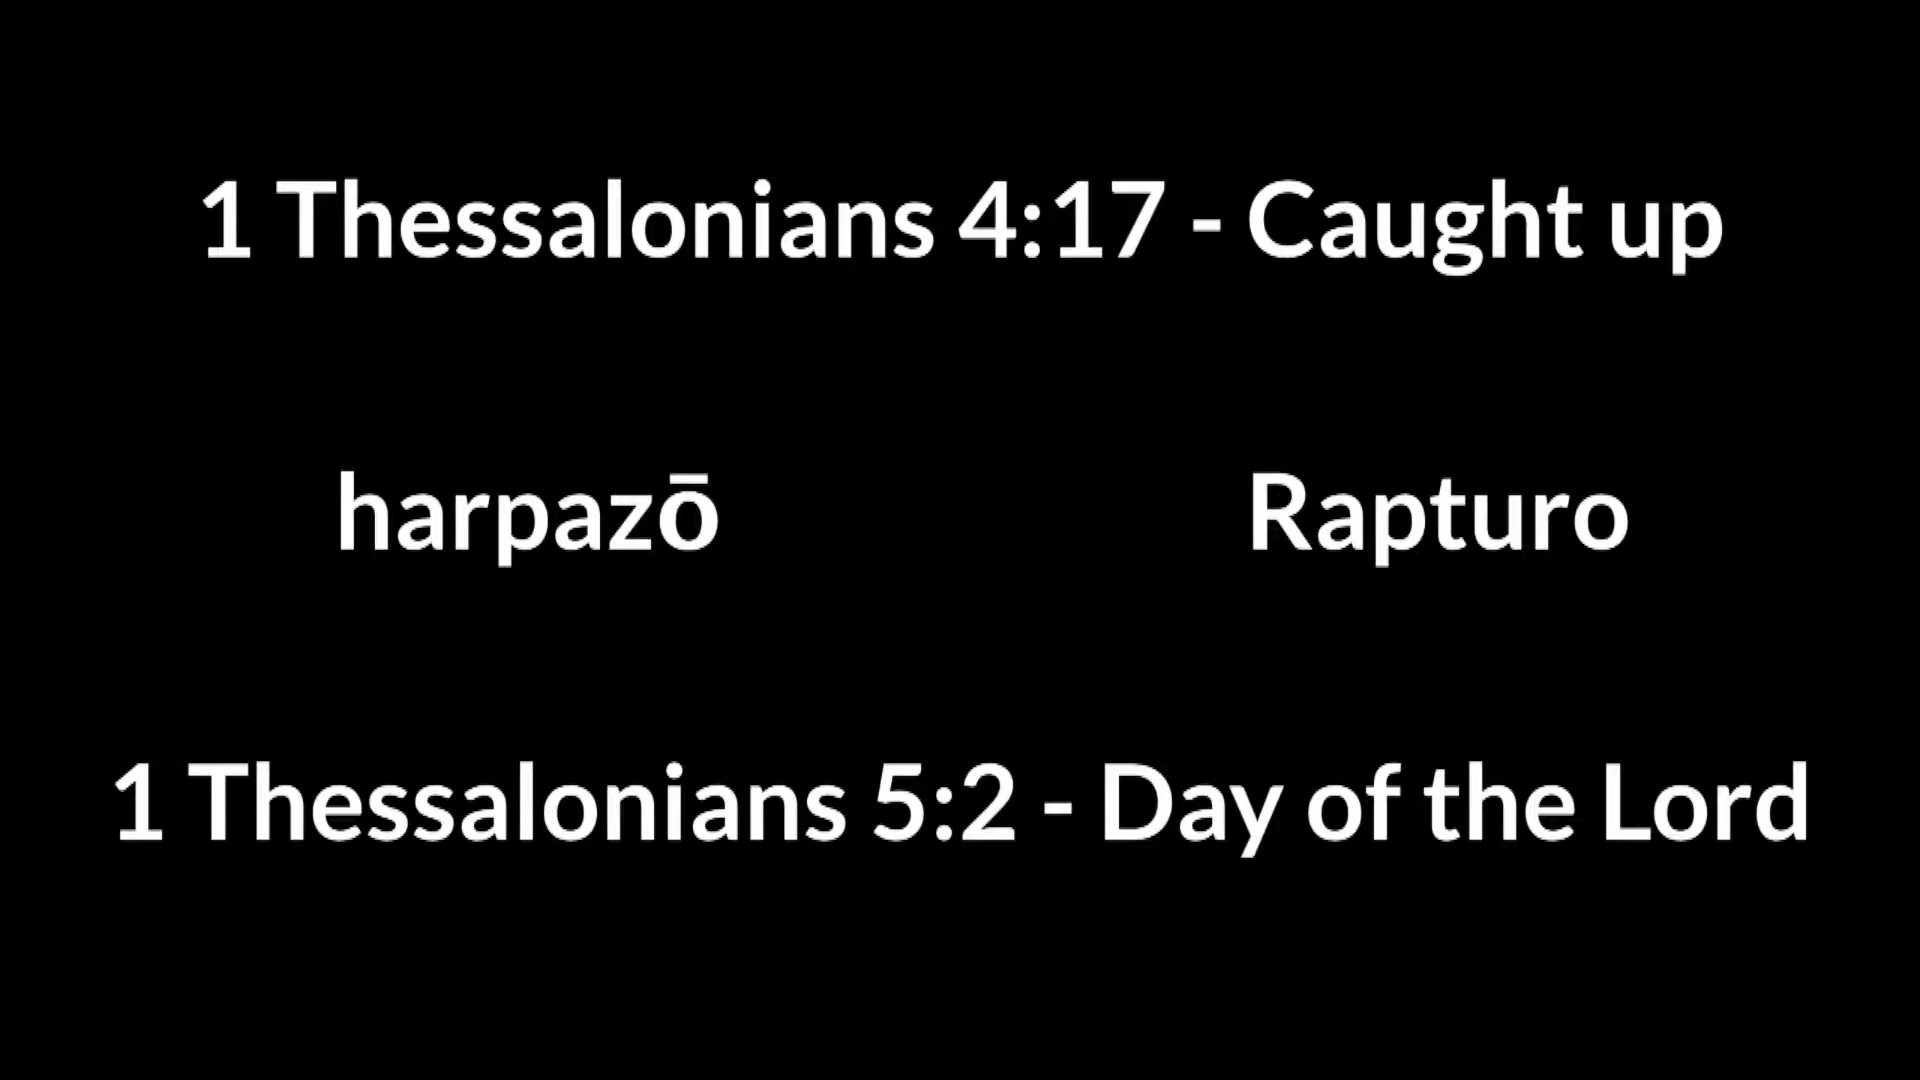 1 Thessalonians 4:17 - Caught up
harpazō Rapturo
1 Thessalonians 5:2 - Day of the Lord